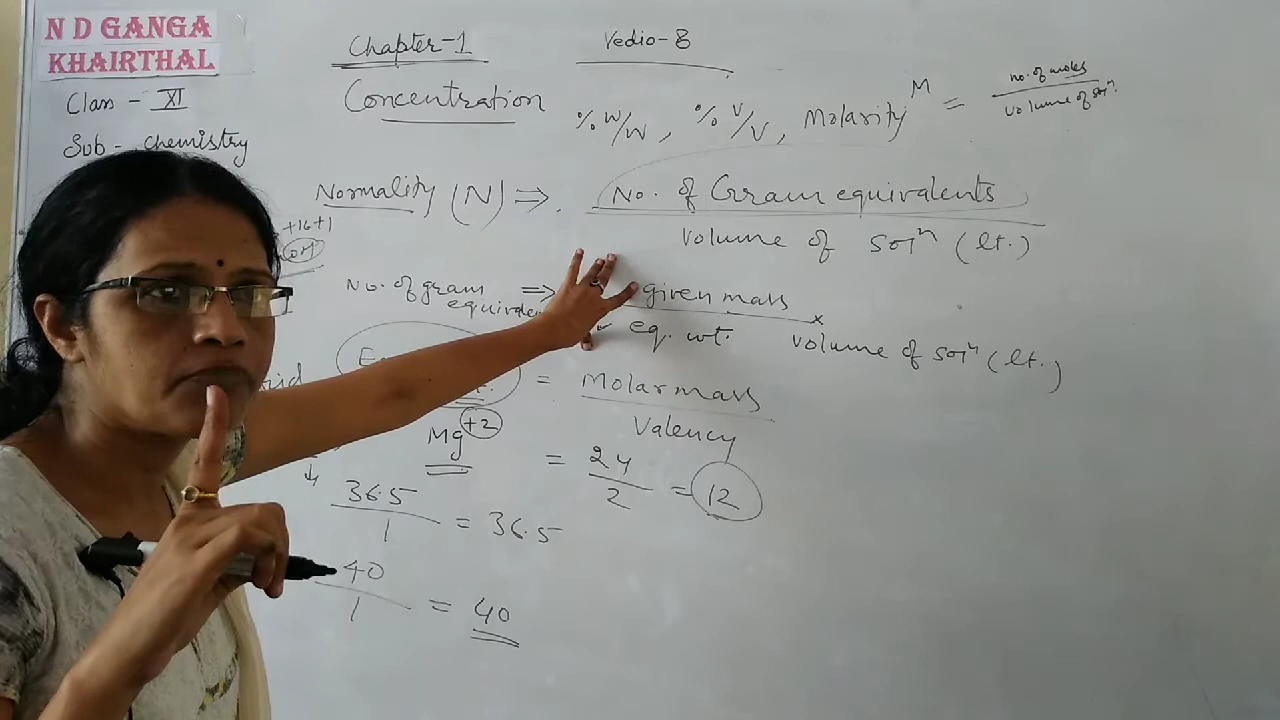 N D GANGA
KHAIRTHAL
Class - XI
Sub - chemistry
Chapter-1 Vedio-8
Concentration
% W/W, % V/V, Molarity M = no. of moles / volume of solⁿ.
Normality (N) ⇒ No. of Gram equivalents / Volume of solⁿ (lt.)
+16+1
No. of gram ⇒ given mass × / eq. wt. volume of solⁿ (lt.)
wt. = Molar mass / Valency
Mg +2 = 24 / 2 = 12
36.5 / 1 = 36.5
40 / 1 = 40